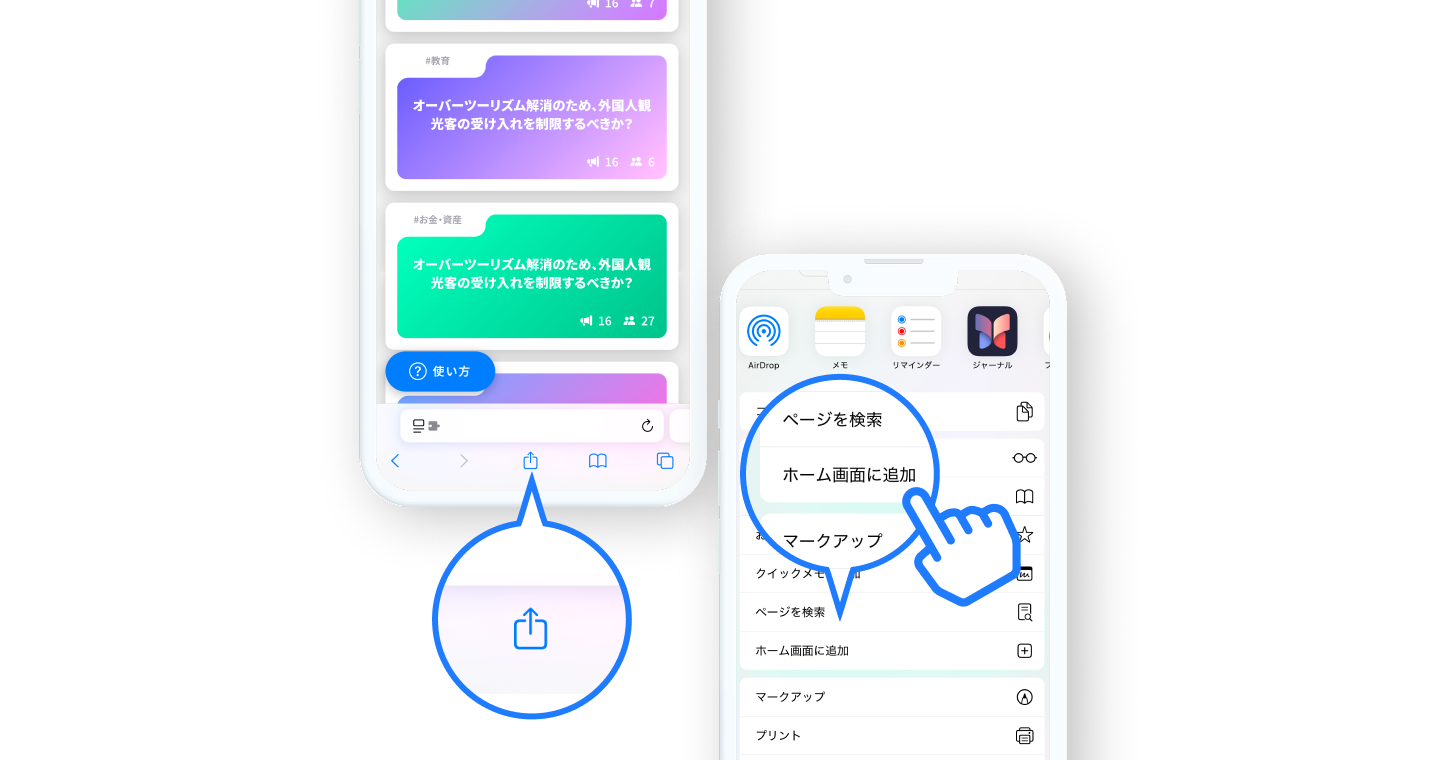 16 7
#教育
オーバーツーリズム解消のため、外国人観
光客の受け入れを制限するべきか?
16 6
#お金・資産
オーバーツーリズム解消のため、外国人観
光客の受け入れを制限するべきか?
16 27
使い方
AirDrop メモ リマインダー ジャーナル
ページを検索
ホーム画面に追加
マークアップ
クイックメモ 加
ページを検索
ホーム画面に追加
マークアップ
プリント